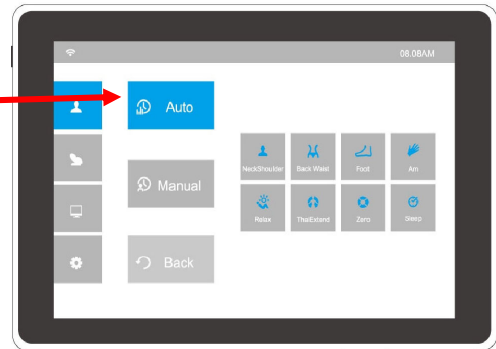 08.08AM
Auto
Manual
Back
NeckShoulder Back Waist Foot Arn
Relax ThaiExtend Zero Sleep